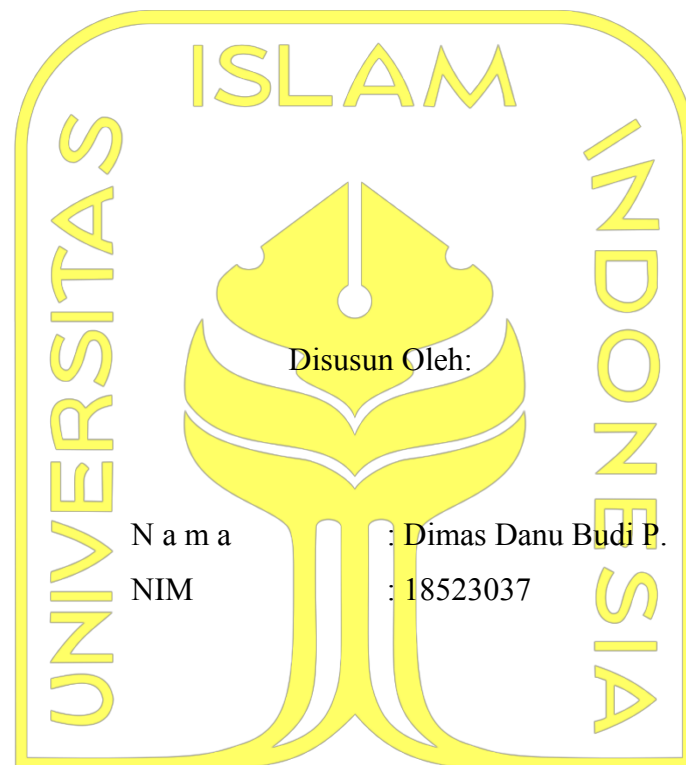 ISLAM
UNIVERSITAS
INDONESIA
Disusun Oleh:
N a m a : Dimas Danu Budi P.
NIM : 18523037